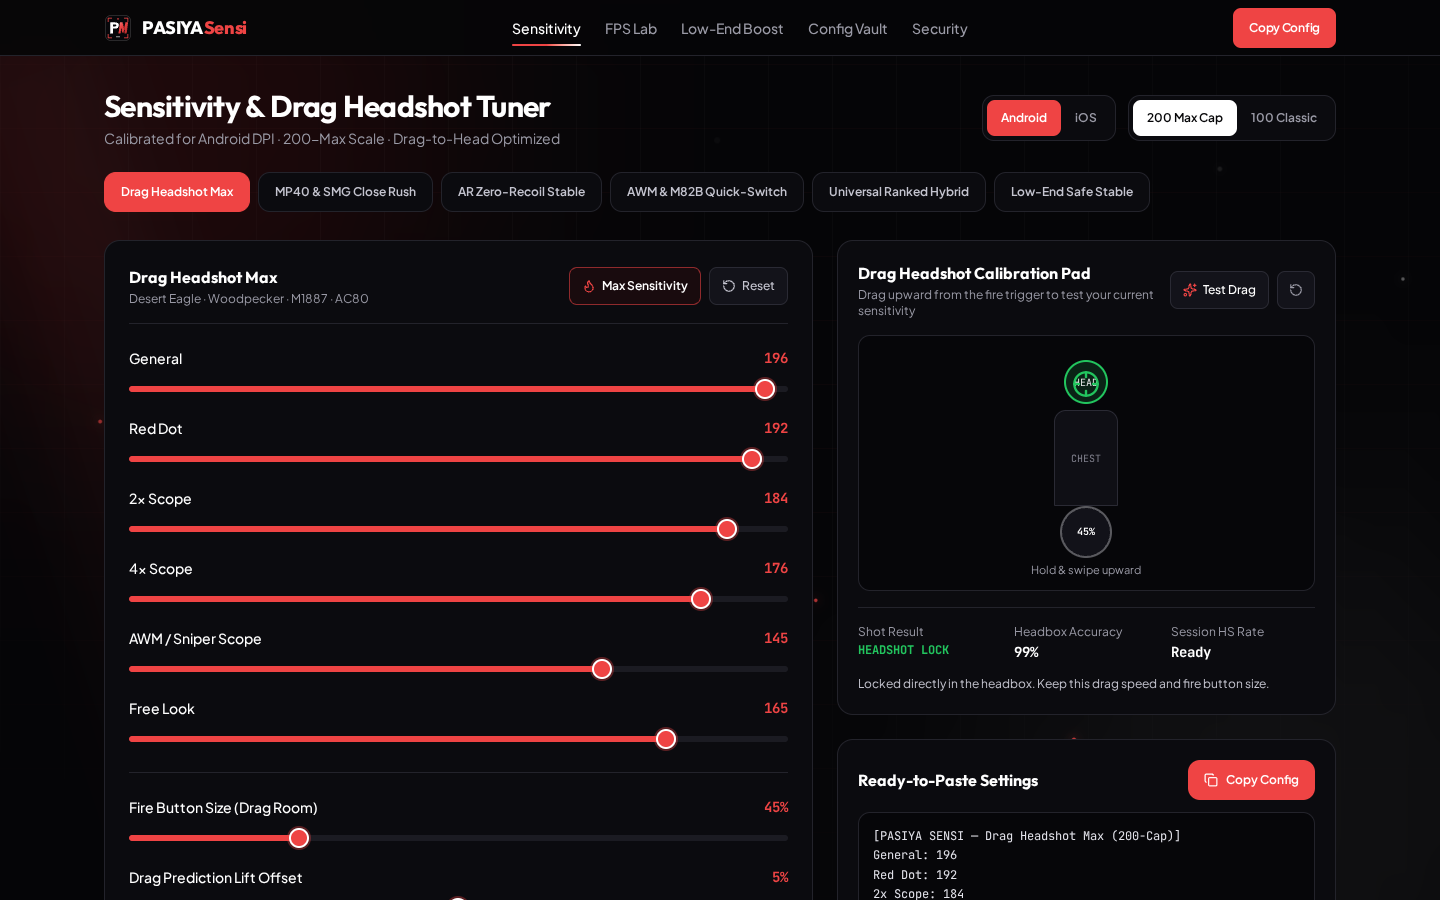 PM PASIYA Sensi
Sensitivity
FPS Lab
Low-End Boost
Config Vault
Security
Copy Config
Sensitivity & Drag Headshot Tuner
Calibrated for Android DPI · 200-Max Scale · Drag-to-Head Optimized
Android
iOS
200 Max Cap
100 Classic
Drag Headshot Max
MP40 & SMG Close Rush
AR Zero-Recoil Stable
AWM & M82B Quick-Switch
Universal Ranked Hybrid
Low-End Safe Stable
Drag Headshot Max
Desert Eagle · Woodpecker · M1887 · AC80
Max Sensitivity
Reset
General 196
Red Dot 192
2x Scope 184
4x Scope 176
AWM / Sniper Scope 145
Free Look 165
Fire Button Size (Drag Room) 45%
Drag Prediction Lift Offset 5%
Drag Headshot Calibration Pad
Drag upward from the fire trigger to test your current
sensitivity
Test Drag
HEAD
CHEST
45%
Hold & swipe upward
Shot Result
HEADSHOT LOCK
Headbox Accuracy
99%
Session HS Rate
Ready
Locked directly in the headbox. Keep this drag speed and fire button size.
Ready-to-Paste Settings
Copy Config
[PASIYA SENSI — Drag Headshot Max (200-Cap)]
General: 196
Red Dot: 192
2x Scope: 184